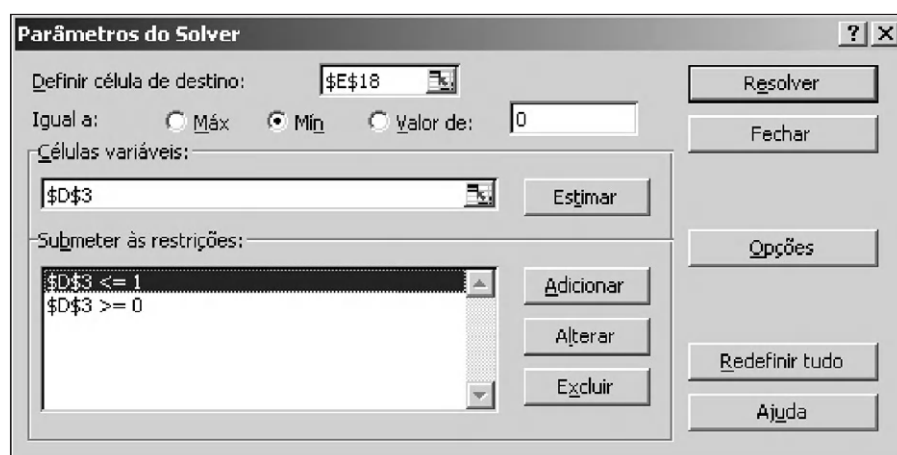 Parâmetros do Solver
Definir célula de destino: $E$18
Resolver
Igual a: Máx Mín Valor de: 0
Fechar
Células variáveis:
$D$3
Estimar
Submeter às restrições:
$D$3 <= 1
$D$3 >= 0
Adicionar
Alterar
Excluir
Opções
Redefinir tudo
Ajuda